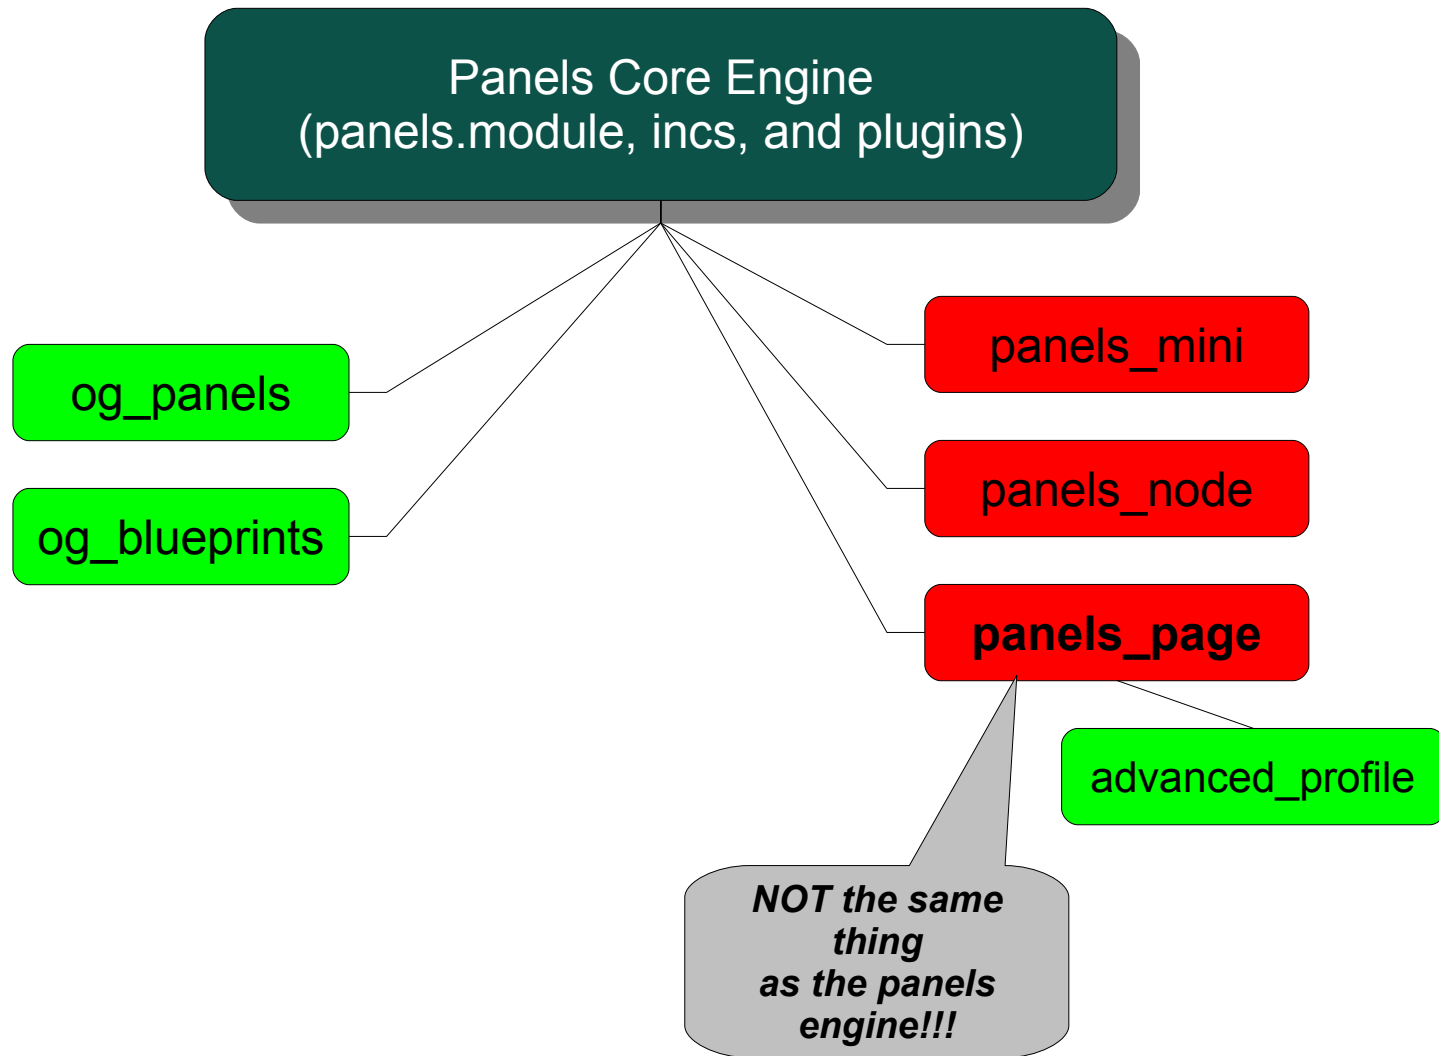 Panels Core Engine
(panels.module, incs, and plugins)
og_panels
og_blueprints
panels_mini
panels_node
panels_page
advanced_profile
NOT the same
thing
as the panels
engine!!!